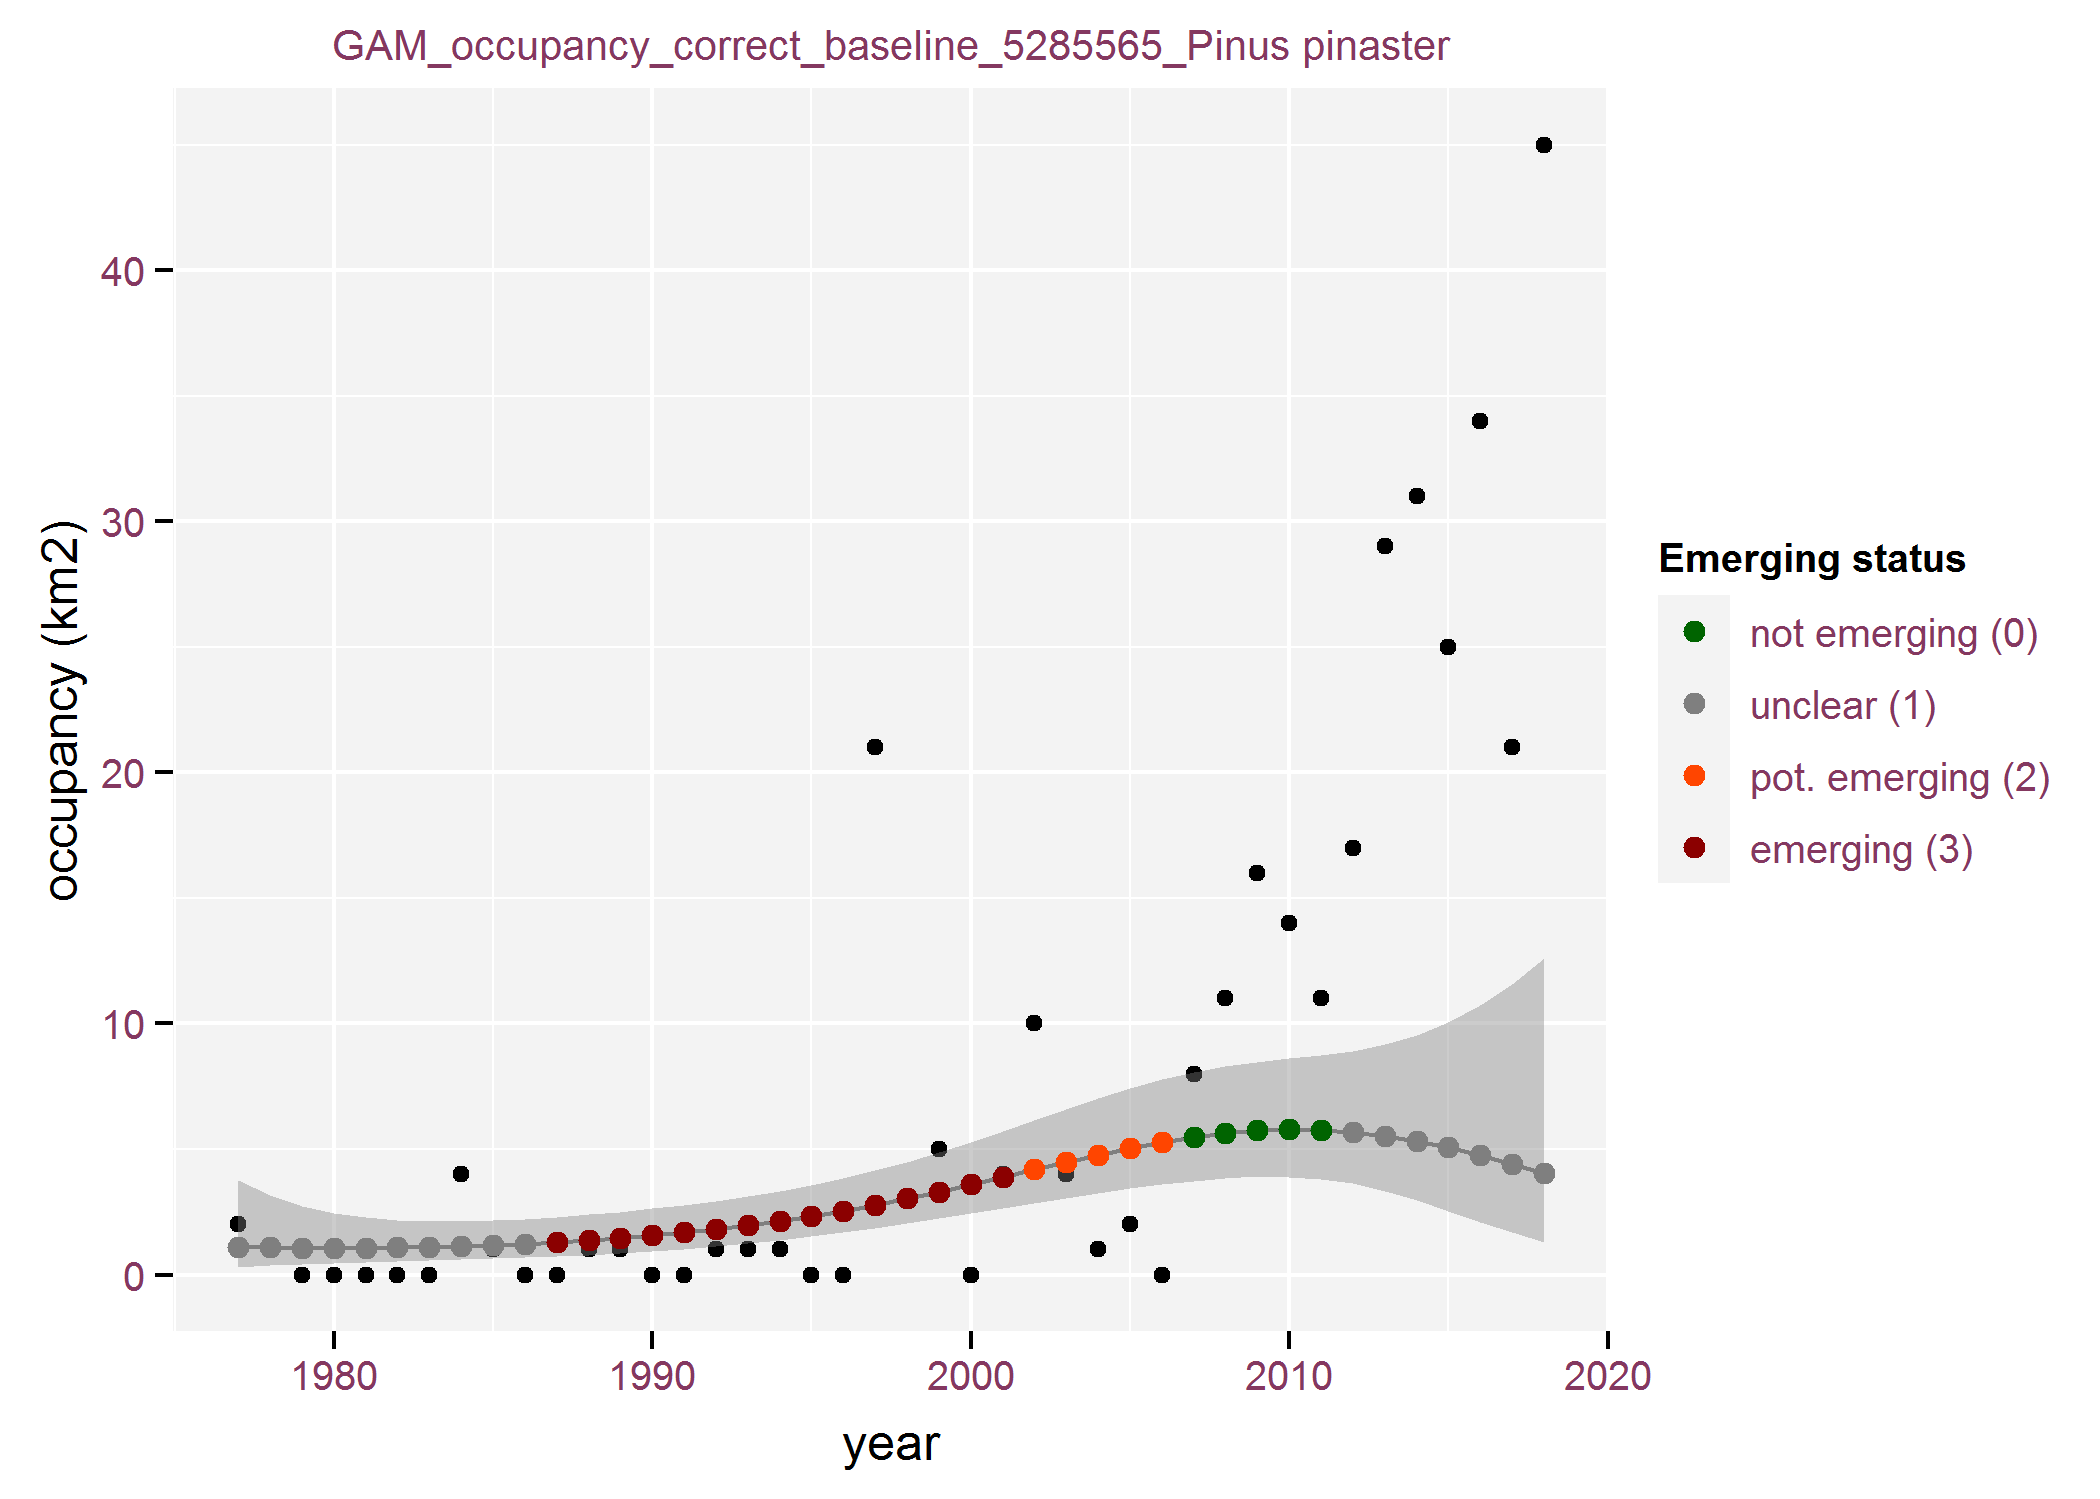 GAM_occupancy_correct_baseline_5285565_Pinus pinaster
occupancy (km2)
40
30
20
10
0
1980 1990 2000 2010 2020
year
Emerging status
not emerging (0)
unclear (1)
pot. emerging (2)
emerging (3)